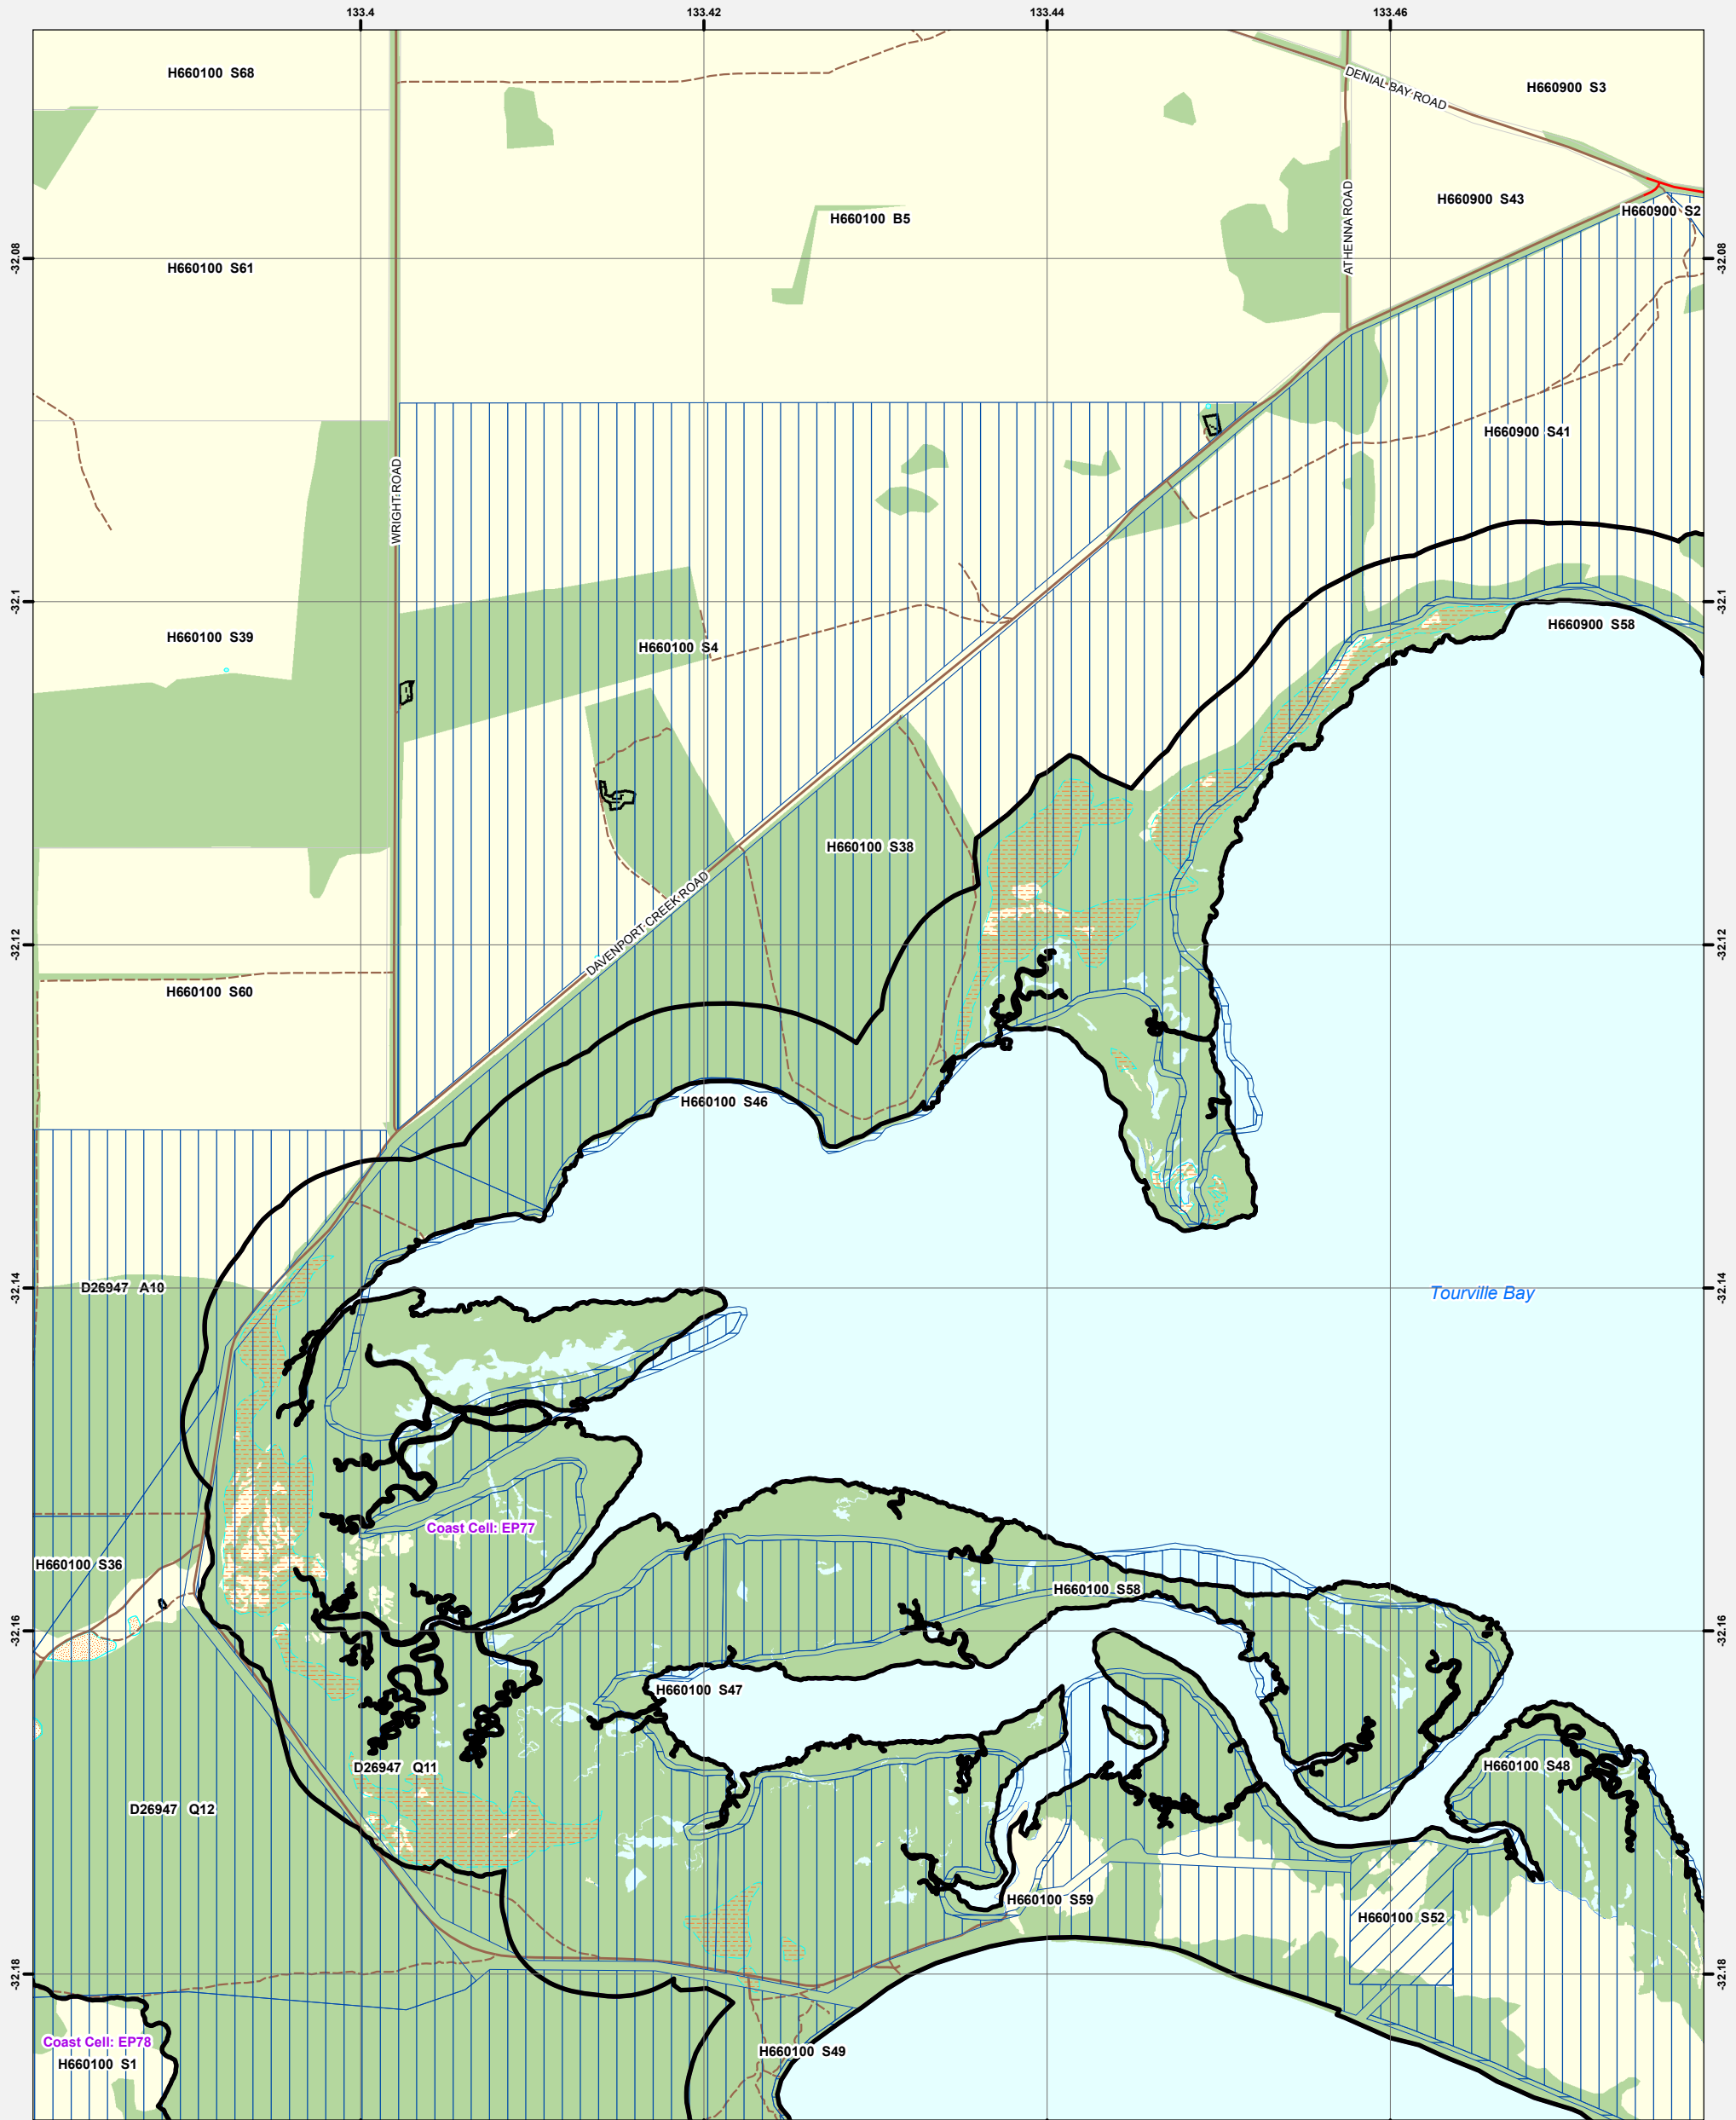 133.4 133.42 133.44 133.46
H660100 S68
DENIAL BAY ROAD
H660900 S3
ATHENNA ROAD
H660900 S43
H660900 S2
H660100 B5
-32.08 -32.08
H660100 S61
H660900 S41
WRIGHT ROAD
-32.1 -32.1
H660900 S58
H660100 S39
H660100 S4
H660100 S38
DAVENPORT CREEK ROAD
-32.12 -32.12
H660100 S60
H660100 S46
D26947 A10
-32.14 -32.14
Tourville Bay
Coast Cell: EP77
H660100 S36
H660100 S58
-32.16 -32.16
H660100 S47
D26947 Q11
H660100 S48
D26947 Q12
H660100 S59
H660100 S52
-32.18 -32.18
Coast Cell: EP78
H660100 S49
H660100 S1